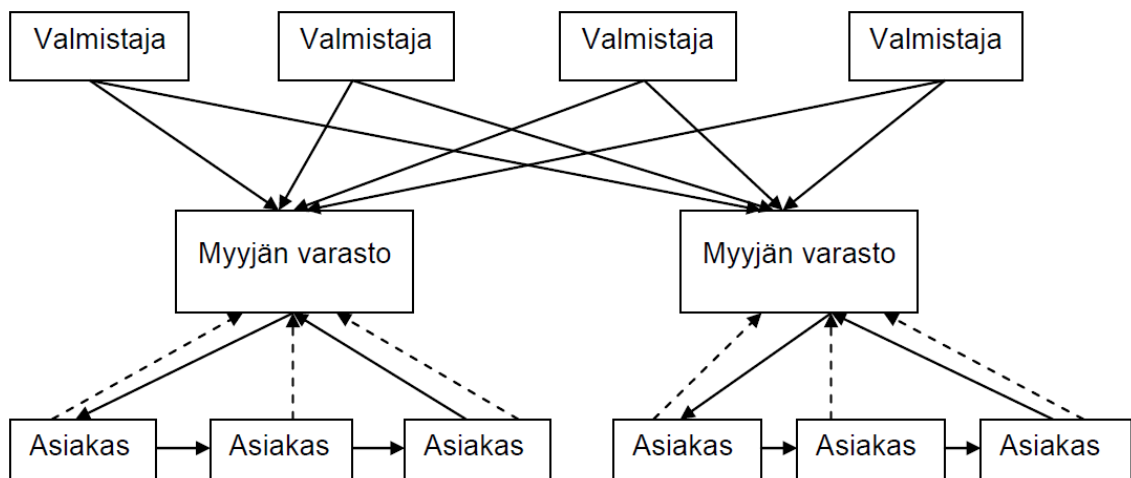 Valmistaja
Valmistaja
Valmistaja
Valmistaja
Myyjän varasto
Myyjän varasto
Asiakas
Asiakas
Asiakas
Asiakas
Asiakas
Asiakas